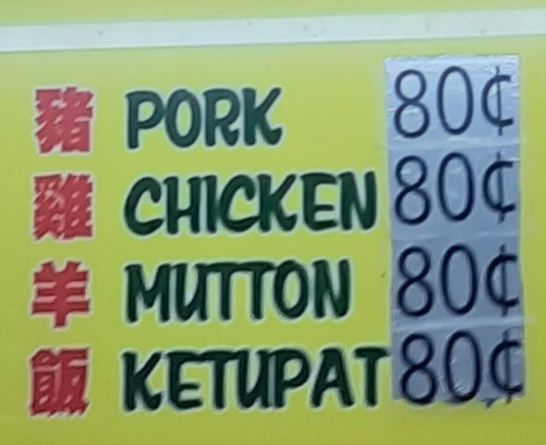 豬 PORK 80¢
雞 CHICKEN 80¢
羊 MUTTON 80¢
飯 KETUPAT 80¢